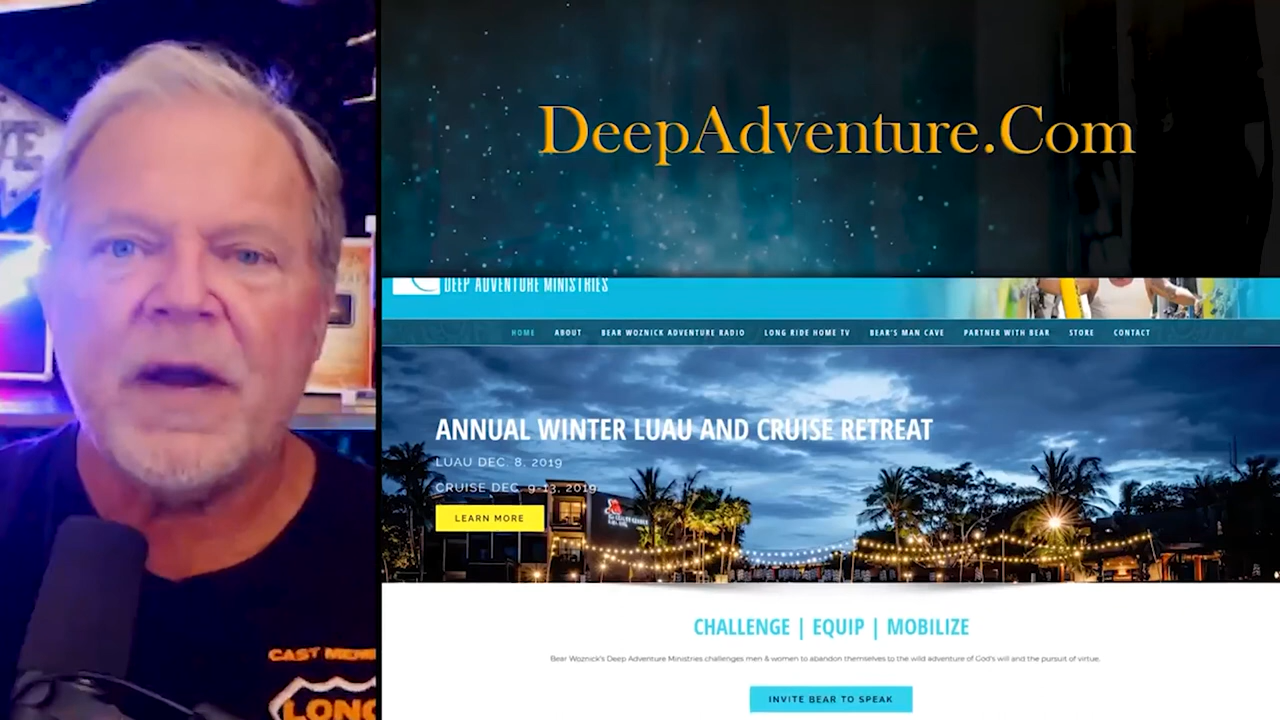 DeepAdventure.Com
DEEP ADVENTURE MINISTRIES
HOME ABOUT BEAR WOZNICK ADVENTURE RADIO LONG RIDE HOME TV BEAR'S MAN CAVE PARTNER WITH BEAR STORE CONTACT
ANNUAL WINTER LUAU AND CRUISE RETREAT
LUAU DEC. 8, 2019
CRUISE DEC. 9-13, 2019
LEARN MORE
CHALLENGE | EQUIP | MOBILIZE
Bear Woznick's Deep Adventure Ministries challenges men & women to abandon themselves to the wild adventure of God's will and the pursuit of virtue.
INVITE BEAR TO SPEAK
CAST MEM
LONG